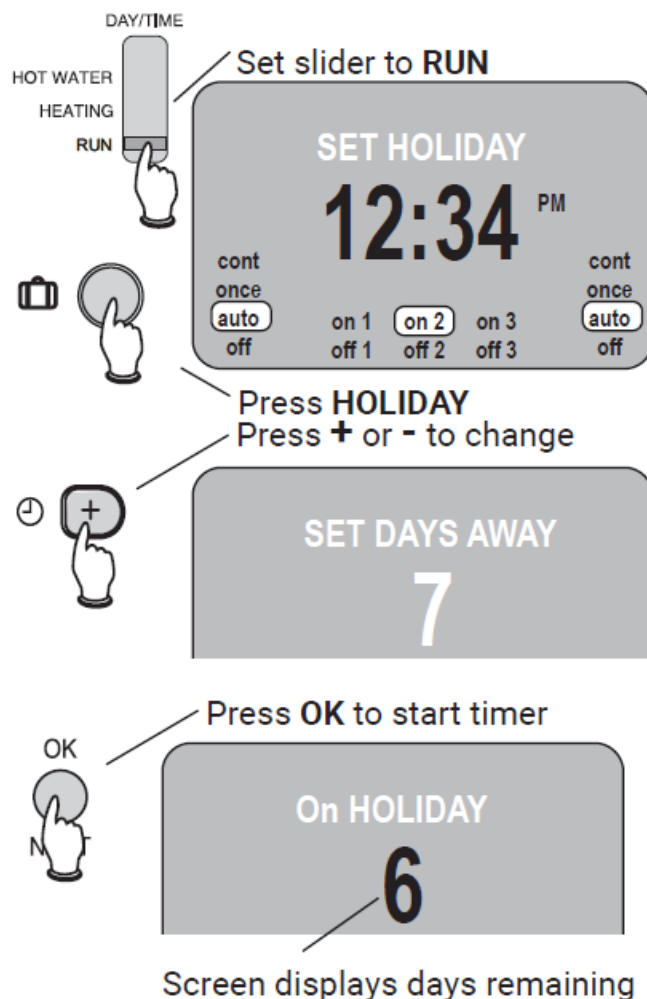 DAY/TIME
Set slider to RUN
HOT WATER
HEATING
RUN
SET HOLIDAY
12:34 PM
cont cont
once once
auto on 1 on 2 on 3 auto
off off 1 off 2 off 3 off
Press HOLIDAY
Press + or - to change
+
SET DAYS AWAY
7
Press OK to start timer
OK
On HOLIDAY
6
Screen displays days remaining